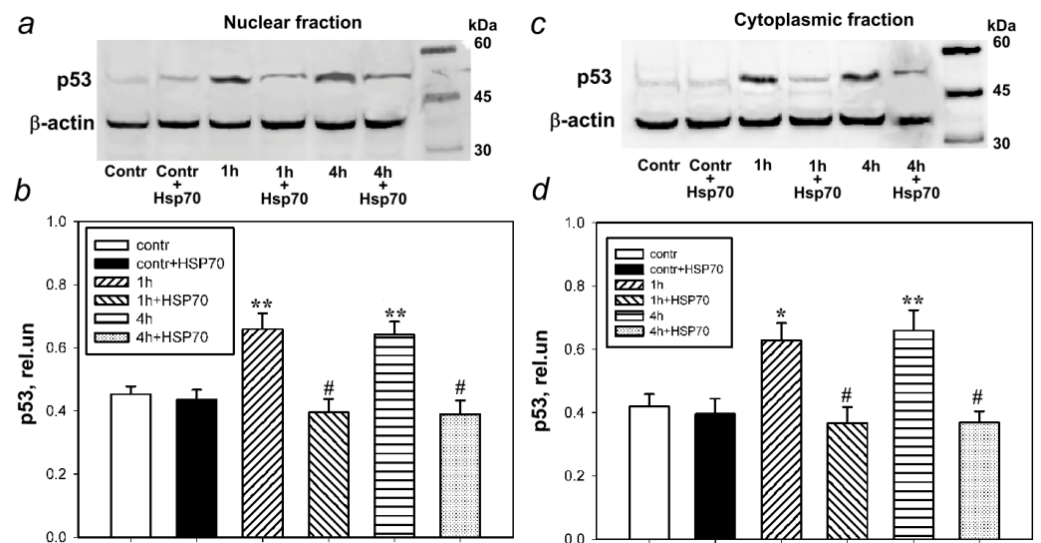 a
Nuclear fraction
kDa
60
p53
45
β-actin
30
Contr
Contr
+
Hsp70
1h
1h
+
Hsp70
4h
4h
+
Hsp70
b
1.0
0.8
0.6
0.4
0.2
0.0
p53, rel.un
contr
contr+HSP70
1h
1h+HSP70
4h
4h+HSP70
**
#
**
#
c
Cytoplasmic fraction
kDa
60
p53
45
β-actin
30
Contr
Contr
+
Hsp70
1h
1h
+
Hsp70
4h
4h
+
Hsp70
d
1.0
0.8
0.6
0.4
0.2
0.0
p53, rel.un
contr
contr+HSP70
1h
1h+HSP70
4h
4h+HSP70
*
#
**
#